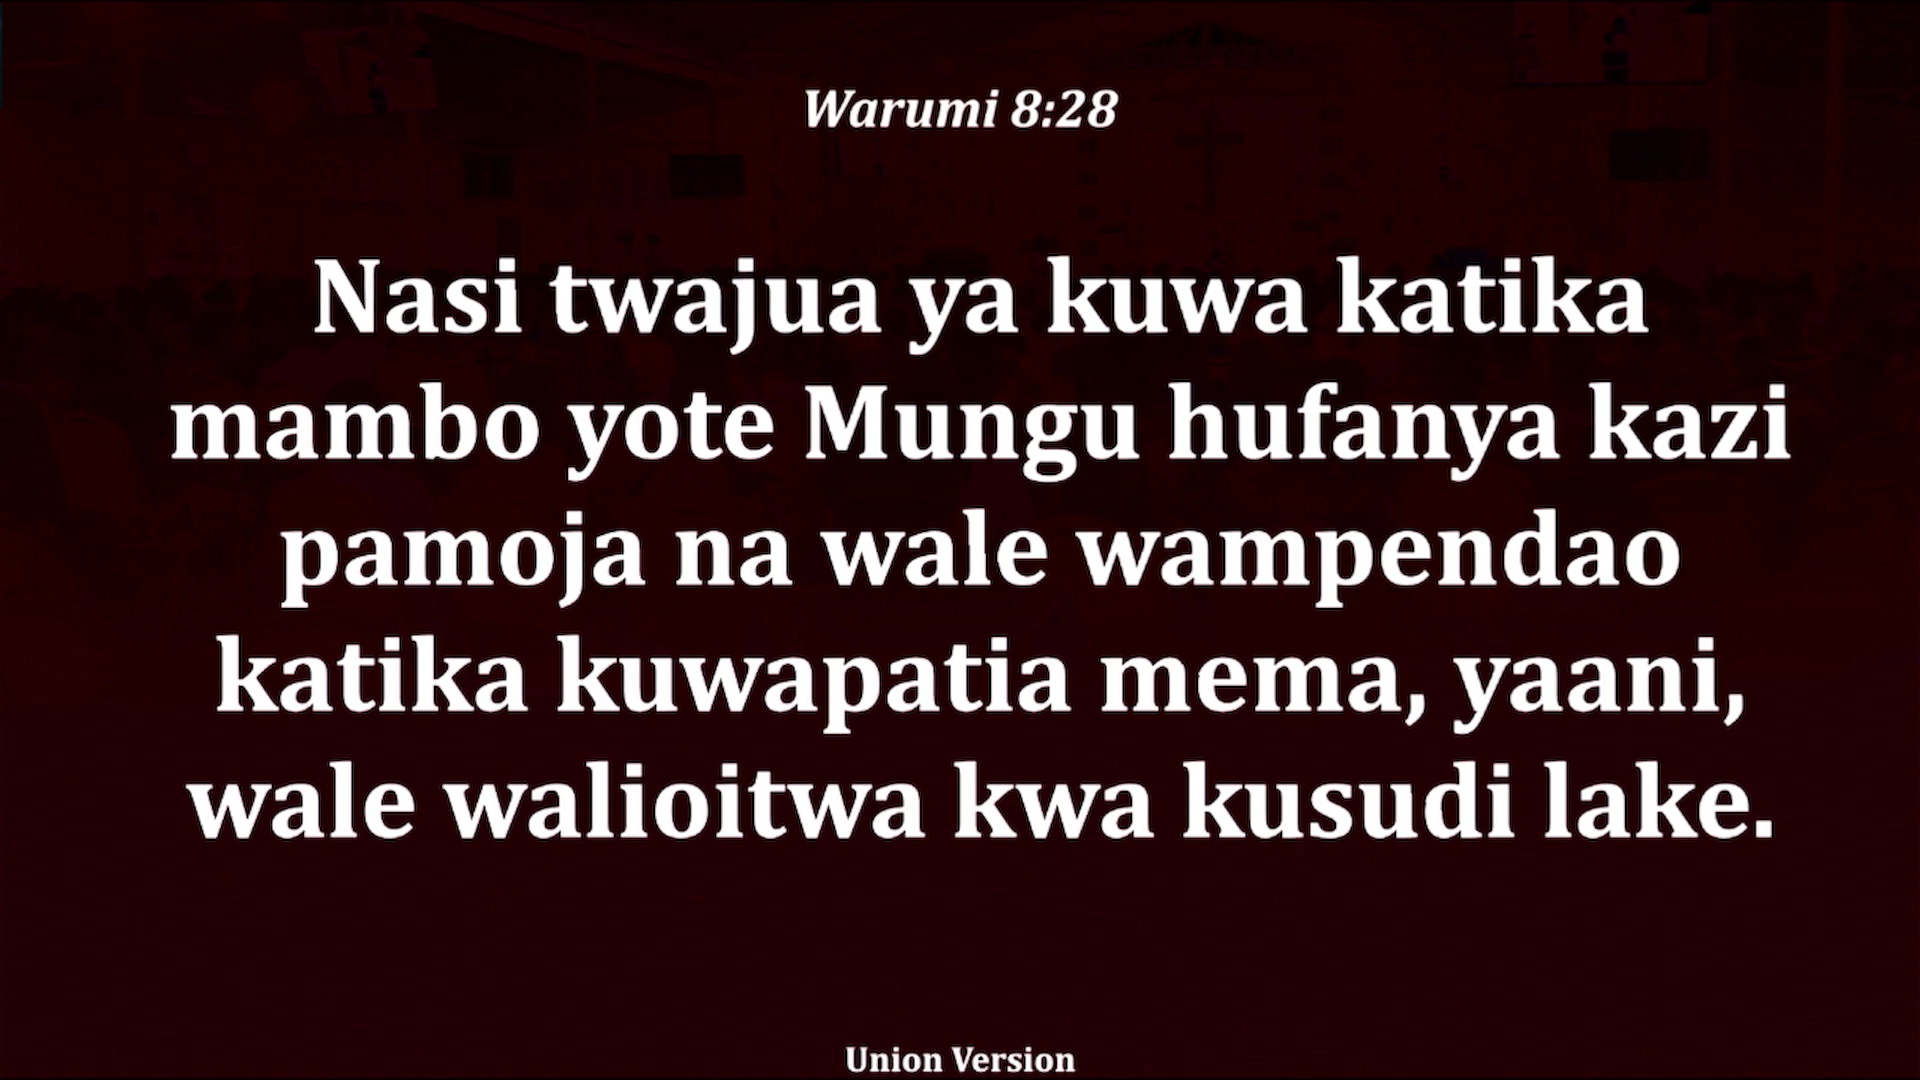 Warumi 8:28
Nasi twajua ya kuwa katika
mambo yote Mungu hufanya kazi
pamoja na wale wampendao
katika kuwapatia mema, yaani,
wale walioitwa kwa kusudi lake.
Union Version